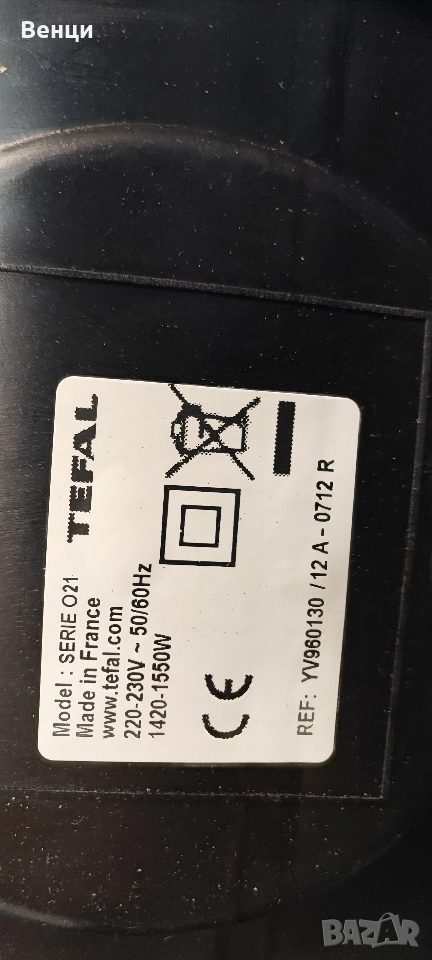 Венци
TEFAL
Model : SERIE O21
Made in France
www.tefal.com
220-230V ~ 50/60Hz
1420-1550W
CE
REF: YV960130 / 12 A - 0712 R
BAZAR